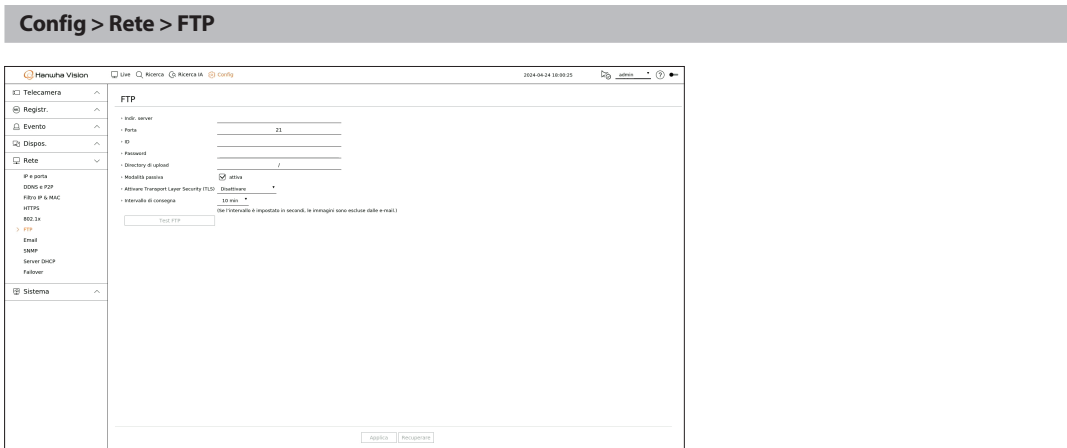 Config > Rete > FTP
Hanwha Vision
Live Ricerca Ricerca IA Config
2024-04-24 18:00:25
admin
Telecamera
Registr.
Evento
Dispos.
Rete
IP e porta
DDNS e P2P
Filtro IP & MAC
HTTPS
802.1x
> FTP
Email
SNMP
Server DHCP
Failover
Sistema
FTP
• Indir. server
• Porta 21
• ID
• Password
• Directory di upload /
• Modalità passiva attiva
• Attivare Transport Layer Security (TLS) Disattivare
• Intervallo di consegna 10 min
(Se l'intervallo è impostato in secondi, le immagini sono escluse dalle e-mail.)
Test FTP
Applica Recuperare